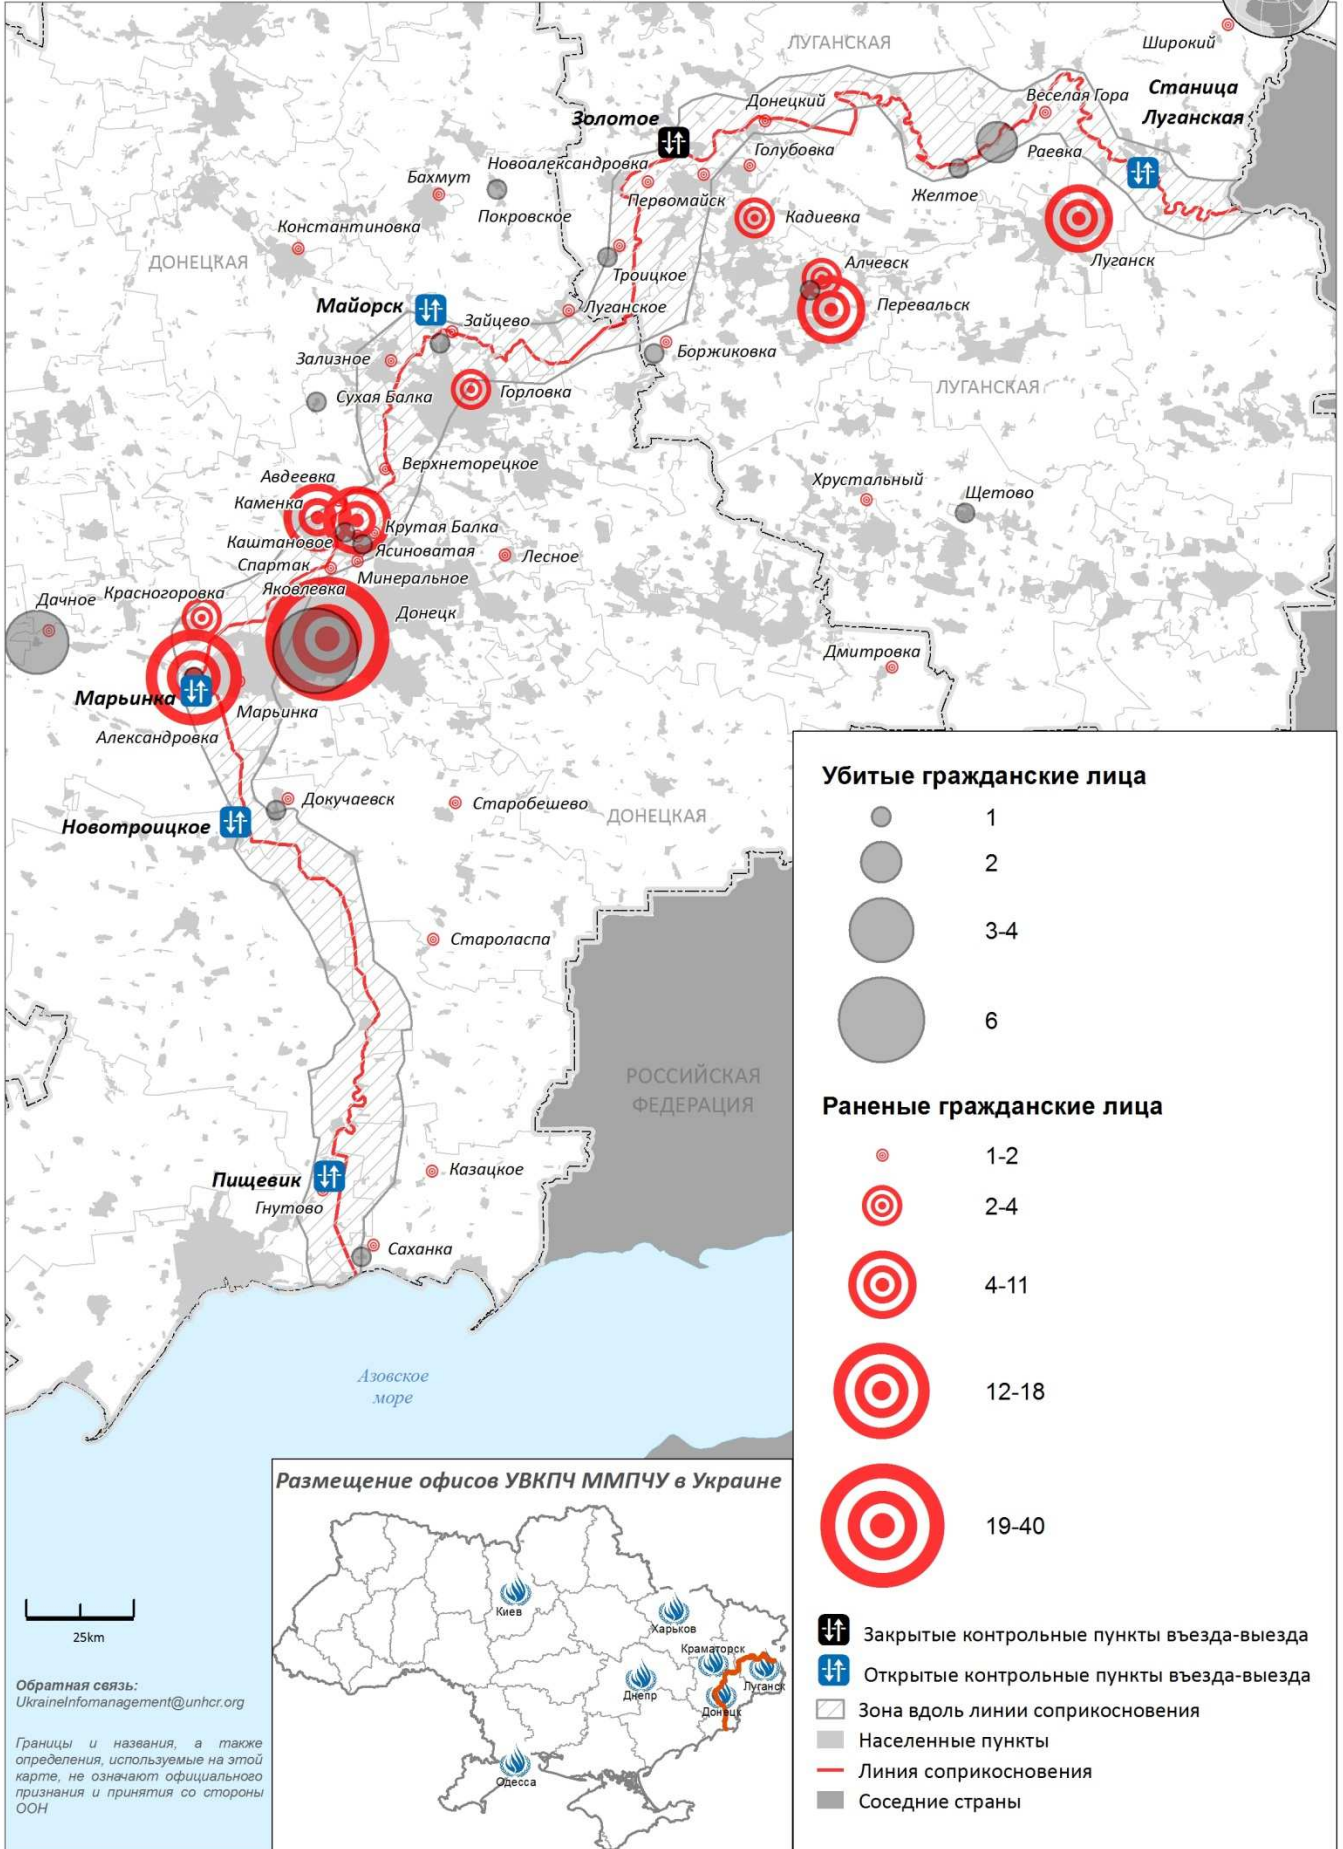 ЛУГАНСКАЯ
Широкий
Станица
Луганская
Веселая Гора
Донецкий
Золотое
Голубовка
Раевка
Новоалександровка
Бахмут
Покровское
Первомайск
Желтое
Кадиевка
Константиновка
ДОНЕЦКАЯ
Троицкое
Алчевск
Луганск
Перевальск
Майорск
Луганское
Зайцево
Зализное
Боржиковка
Сухая Балка
Горловка
ЛУГАНСКАЯ
Верхнеторецкое
Авдеевка
Хрустальный
Щетово
Каменка
Крутая Балка
Каштановое
Ясиноватая
Лесное
Спартак
Минеральное
Красногоровка
Яковлевка
Дачное
Донецк
Дмитровка
Марьинка
Марьинка
Александровка
Докучаевск
Старобешево
ДОНЕЦКАЯ
Новотроицкое
Староласпа
РОССИЙСКАЯ
ФЕДЕРАЦИЯ
Пищевик
Казацкое
Гнутово
Саханка
Азовское
море
Убитые гражданские лица
1
2
3-4
6
Раненые гражданские лица
1-2
2-4
4-11
12-18
19-40
Закрытые контрольные пункты въезда-выезда
Открытые контрольные пункты въезда-выезда
Зона вдоль линии соприкосновения
Населенные пункты
Линия соприкосновения
Соседние страны
Размещение офисов УВКПЧ ММПЧУ в Украине
Киев
Харьков
Краматорск
Луганск
Днепр
Донецк
Одесса
25km
Обратная связь:
UkraineInfomanagement@unhcr.org
Границы и названия, а также
определения, используемые на этой
карте, не означают официального
признания и принятия со стороны
ООН